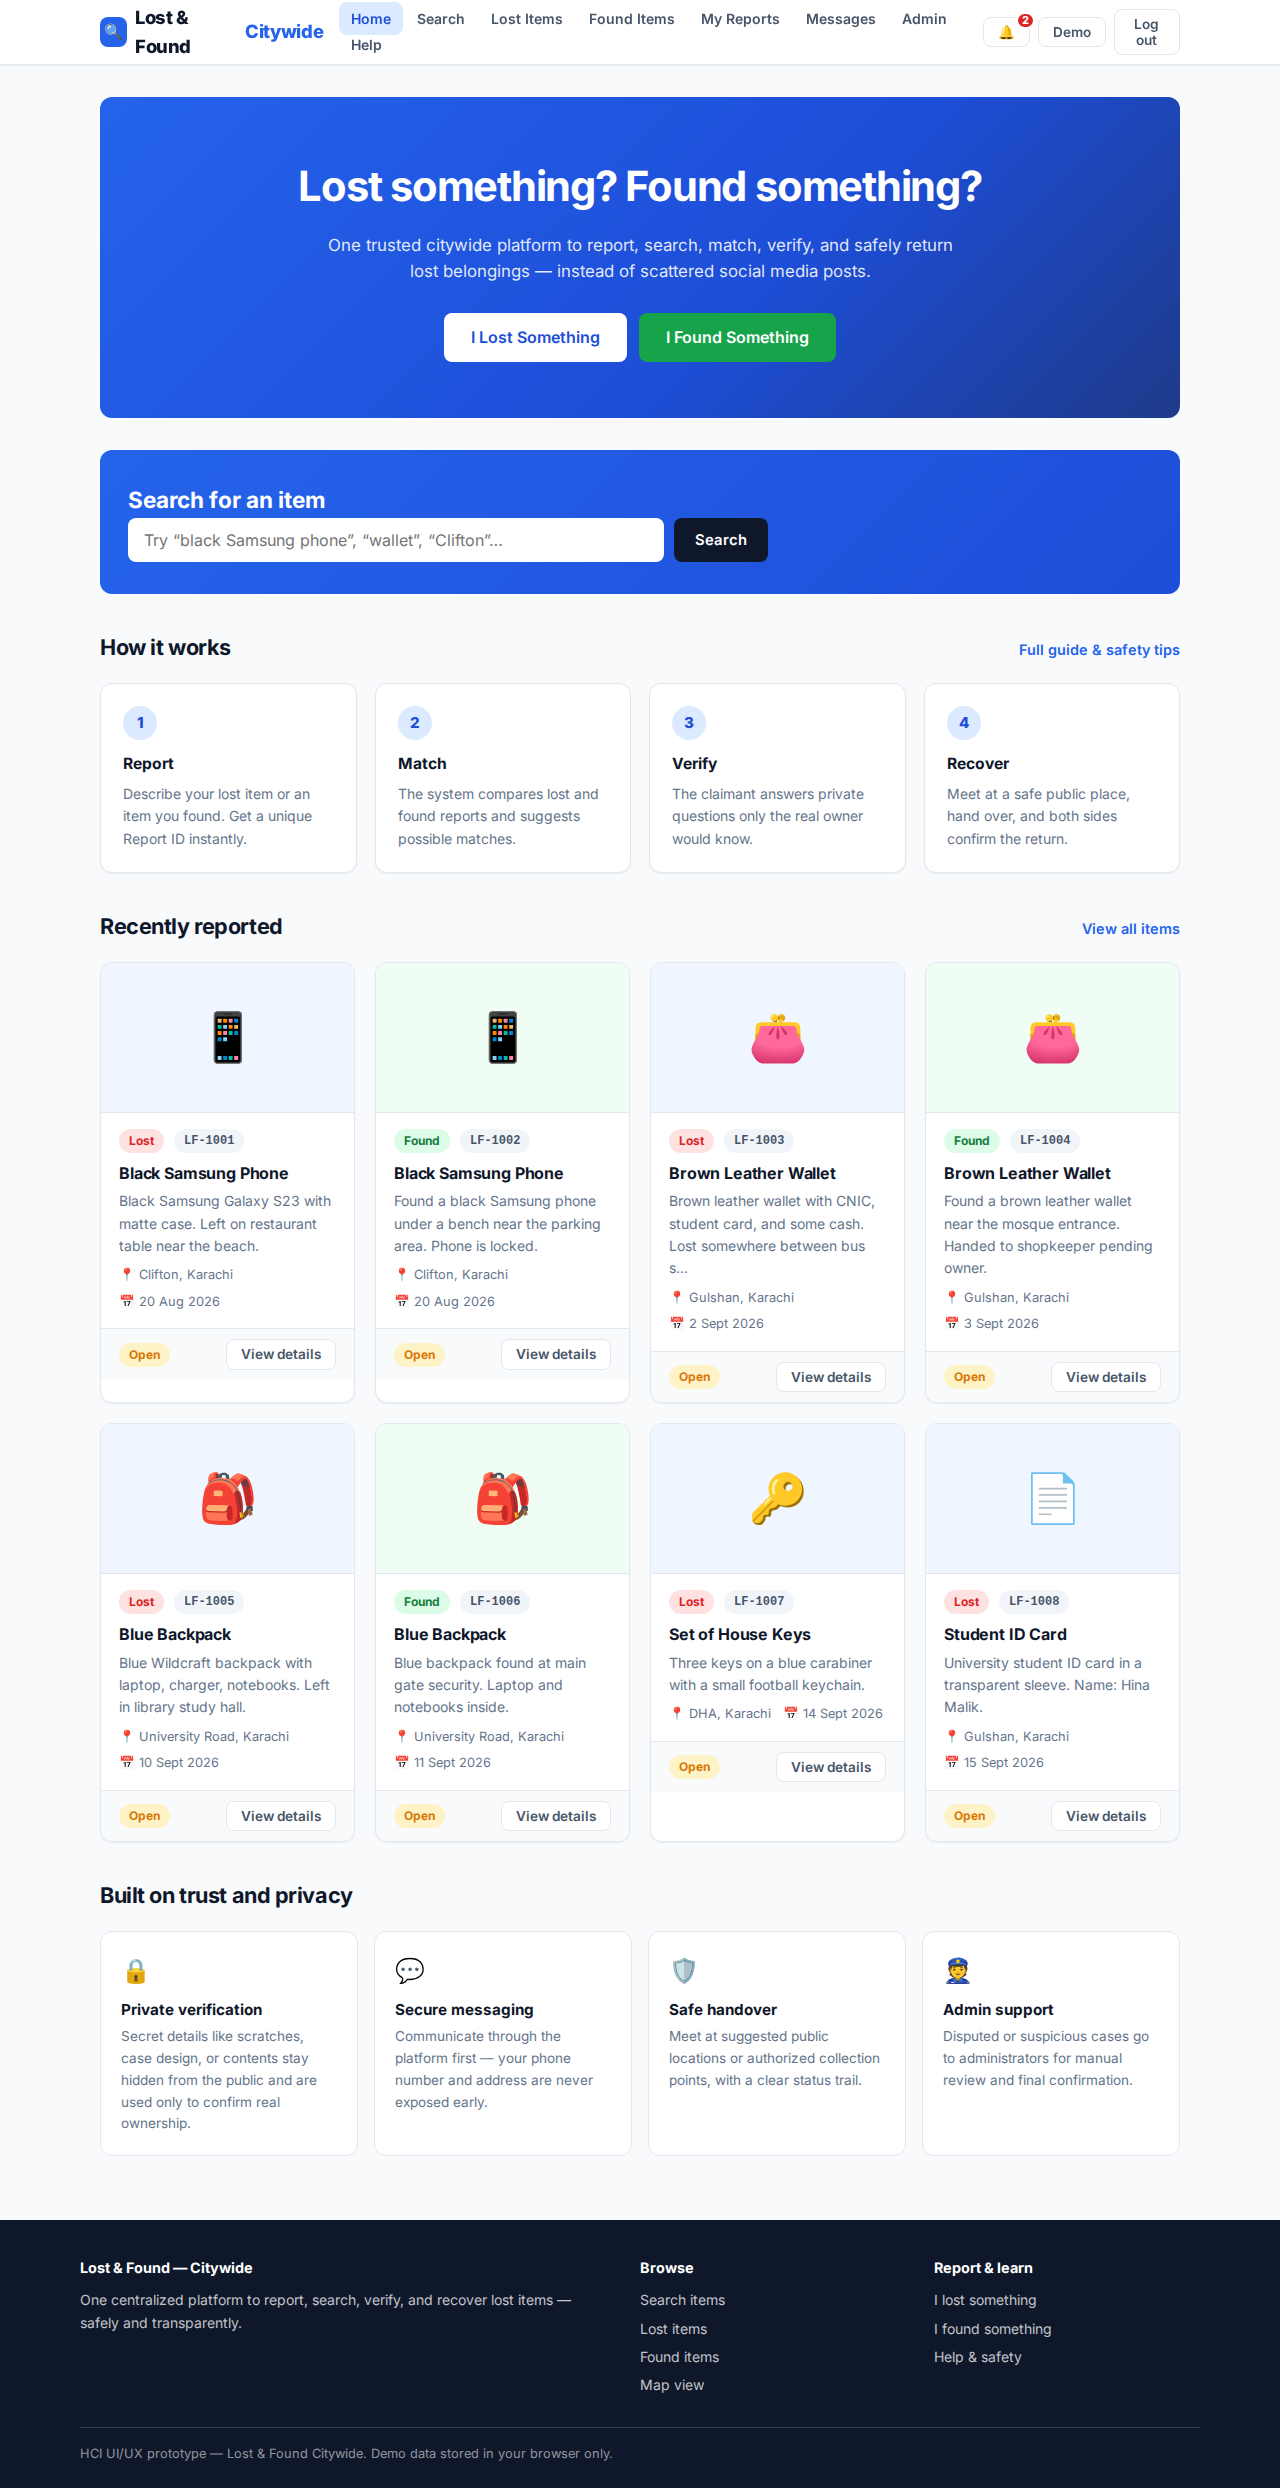 Lost &
Found
Citywide
Home
Search
Lost Items
Found Items
My Reports
Messages
Admin
Help
2
Demo
Log
out
Lost something? Found something?
One trusted citywide platform to report, search, match, verify, and safely return
lost belongings — instead of scattered social media posts.
I Lost Something
I Found Something
Search for an item
Try “black Samsung phone”, “wallet”, “Clifton”...
Search
How it works
Full guide & safety tips
1
Report
Describe your lost item or an
item you found. Get a unique
Report ID instantly.
2
Match
The system compares lost and
found reports and suggests
possible matches.
3
Verify
The claimant answers private
questions only the real owner
would know.
4
Recover
Meet at a safe public place,
hand over, and both sides
confirm the return.
Recently reported
View all items
Lost LF-1001
Black Samsung Phone
Black Samsung Galaxy S23 with
matte case. Left on restaurant
table near the beach.
Clifton, Karachi
20 Aug 2026
Open
View details
Found LF-1002
Black Samsung Phone
Found a black Samsung phone
under a bench near the parking
area. Phone is locked.
Clifton, Karachi
20 Aug 2026
Open
View details
Lost LF-1003
Brown Leather Wallet
Brown leather wallet with CNIC,
student card, and some cash.
Lost somewhere between bus
s...
Gulshan, Karachi
2 Sept 2026
Open
View details
Found LF-1004
Brown Leather Wallet
Found a brown leather wallet
near the mosque entrance.
Handed to shopkeeper pending
owner.
Gulshan, Karachi
3 Sept 2026
Open
View details
Lost LF-1005
Blue Backpack
Blue Wildcraft backpack with
laptop, charger, notebooks. Left
in library study hall.
University Road, Karachi
10 Sept 2026
Open
View details
Found LF-1006
Blue Backpack
Blue backpack found at main
gate security. Laptop and
notebooks inside.
University Road, Karachi
11 Sept 2026
Open
View details
Lost LF-1007
Set of House Keys
Three keys on a blue carabiner
with a small football keychain.
DHA, Karachi 14 Sept 2026
Open
View details
Lost LF-1008
Student ID Card
University student ID card in a
transparent sleeve. Name: Hina
Malik.
Gulshan, Karachi
15 Sept 2026
Open
View details
Built on trust and privacy
Private verification
Secret details like scratches,
case design, or contents stay
hidden from the public and are
used only to confirm real
ownership.
Secure messaging
Communicate through the
platform first — your phone
number and address are never
exposed early.
Safe handover
Meet at suggested public
locations or authorized collection
points, with a clear status trail.
Admin support
Disputed or suspicious cases go
to administrators for manual
review and final confirmation.
Lost & Found — Citywide
One centralized platform to report, search, verify, and recover lost items —
safely and transparently.
Browse
Search items
Lost items
Found items
Map view
Report & learn
I lost something
I found something
Help & safety
HCI UI/UX prototype — Lost & Found Citywide. Demo data stored in your browser only.